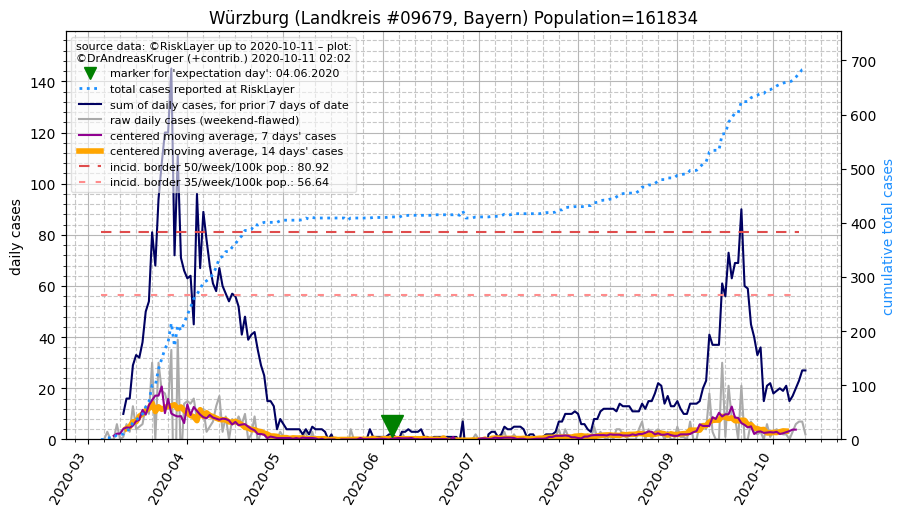 Würzburg (Landkreis #09679, Bayern) Population=161834
source data: ©RiskLayer up to 2020-10-11 – plot:
©DrAndreasKruger (+contrib.) 2020-10-11 02:02
marker for 'expectation day': 04.06.2020
total cases reported at RiskLayer
sum of daily cases, for prior 7 days of date
raw daily cases (weekend-flawed)
centered moving average, 7 days' cases
centered moving average, 14 days' cases
incid. border 50/week/100k pop.: 80.92
incid. border 35/week/100k pop.: 56.64
daily cases
140
120
100
80
60
40
20
0
cumulative total cases
700
600
500
400
300
200
100
0
2020-03
2020-04
2020-05
2020-06
2020-07
2020-08
2020-09
2020-10